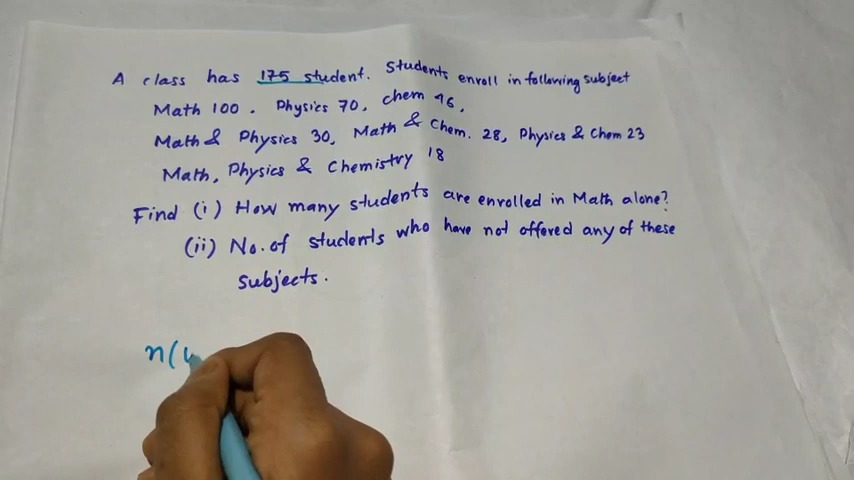 A class has 175 student. Students enroll in following subject
Math 100. Physics 70, chem 46,
Math & Physics 30, Math & Chem. 28, Physics & Chem 23
Math, Physics & Chemistry 18
Find (i) How many students are enrolled in Math alone?
(ii) No. of students who have not offered any of these
subjects.
n(